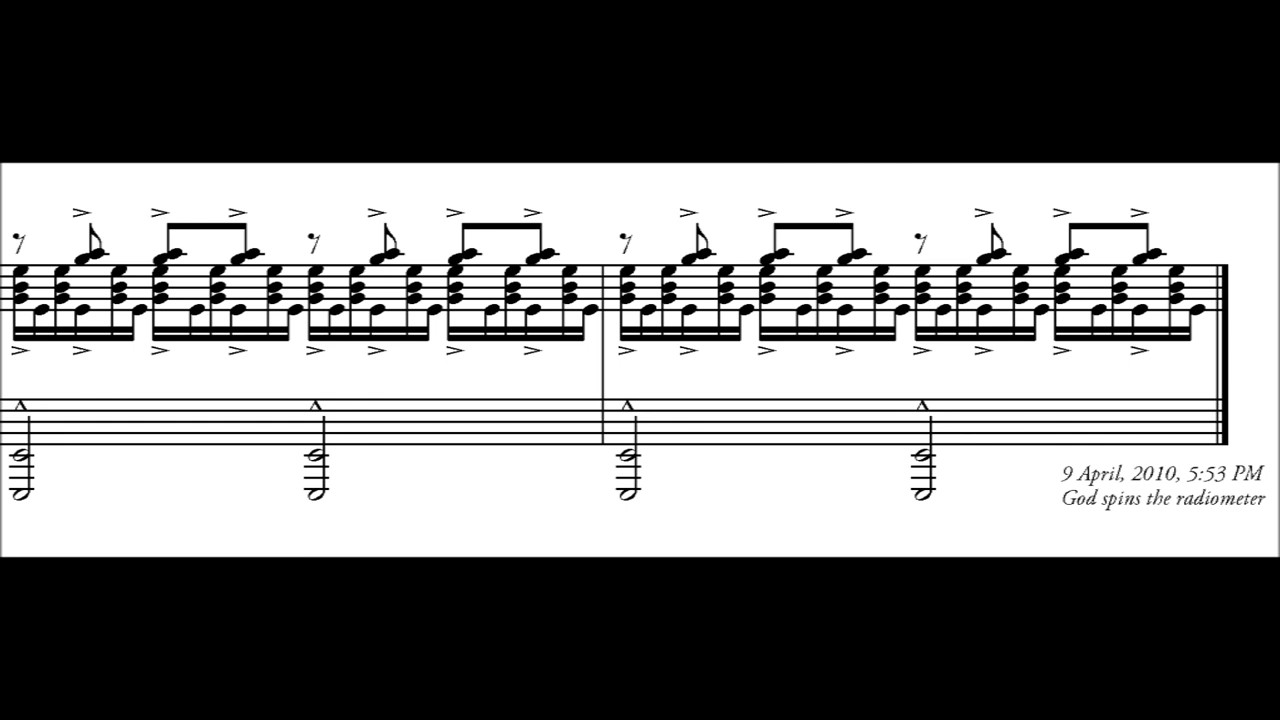 9 April, 2010, 5:53 PM
God spins the radiometer